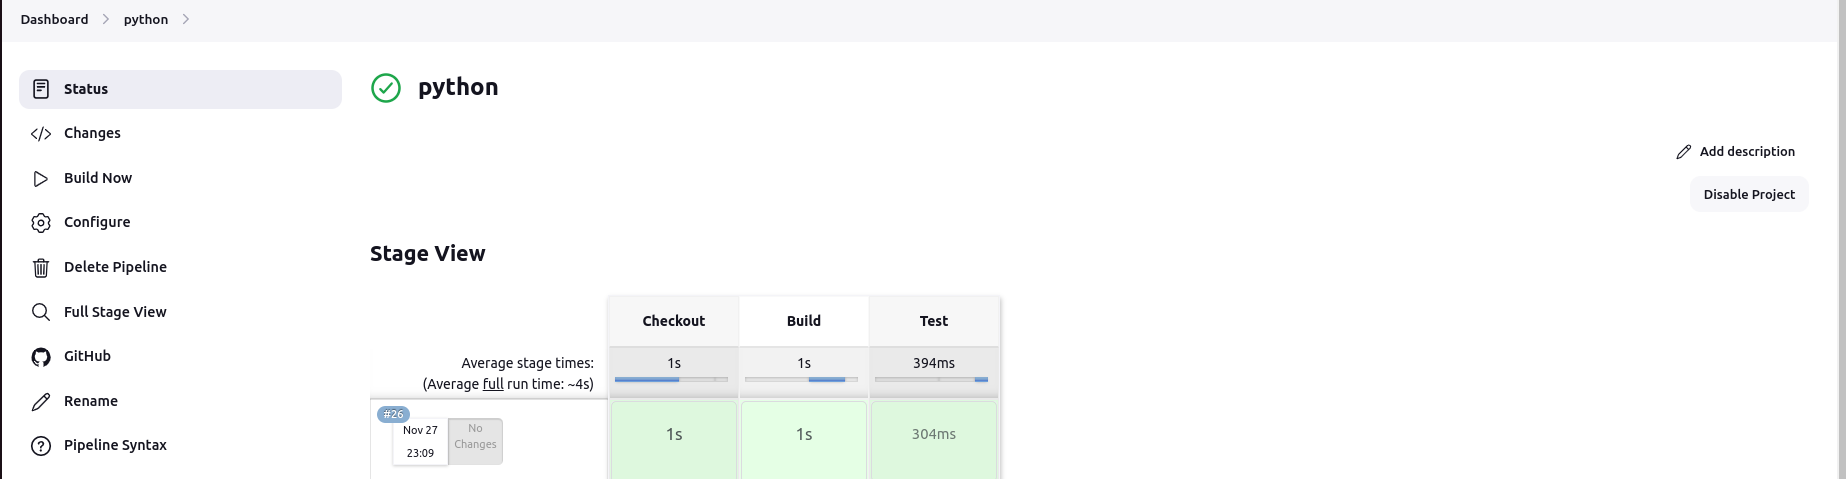 Dashboard
python
Status
Changes
Build Now
Configure
Delete Pipeline
Full Stage View
GitHub
Rename
Pipeline Syntax
python
Add description
Disable Project
Stage View
Checkout Build Test
Average stage times: 1s 1s 394ms
(Average full run time: ~4s)
#26
Nov 27
23:09
No
Changes
1s 1s 304ms